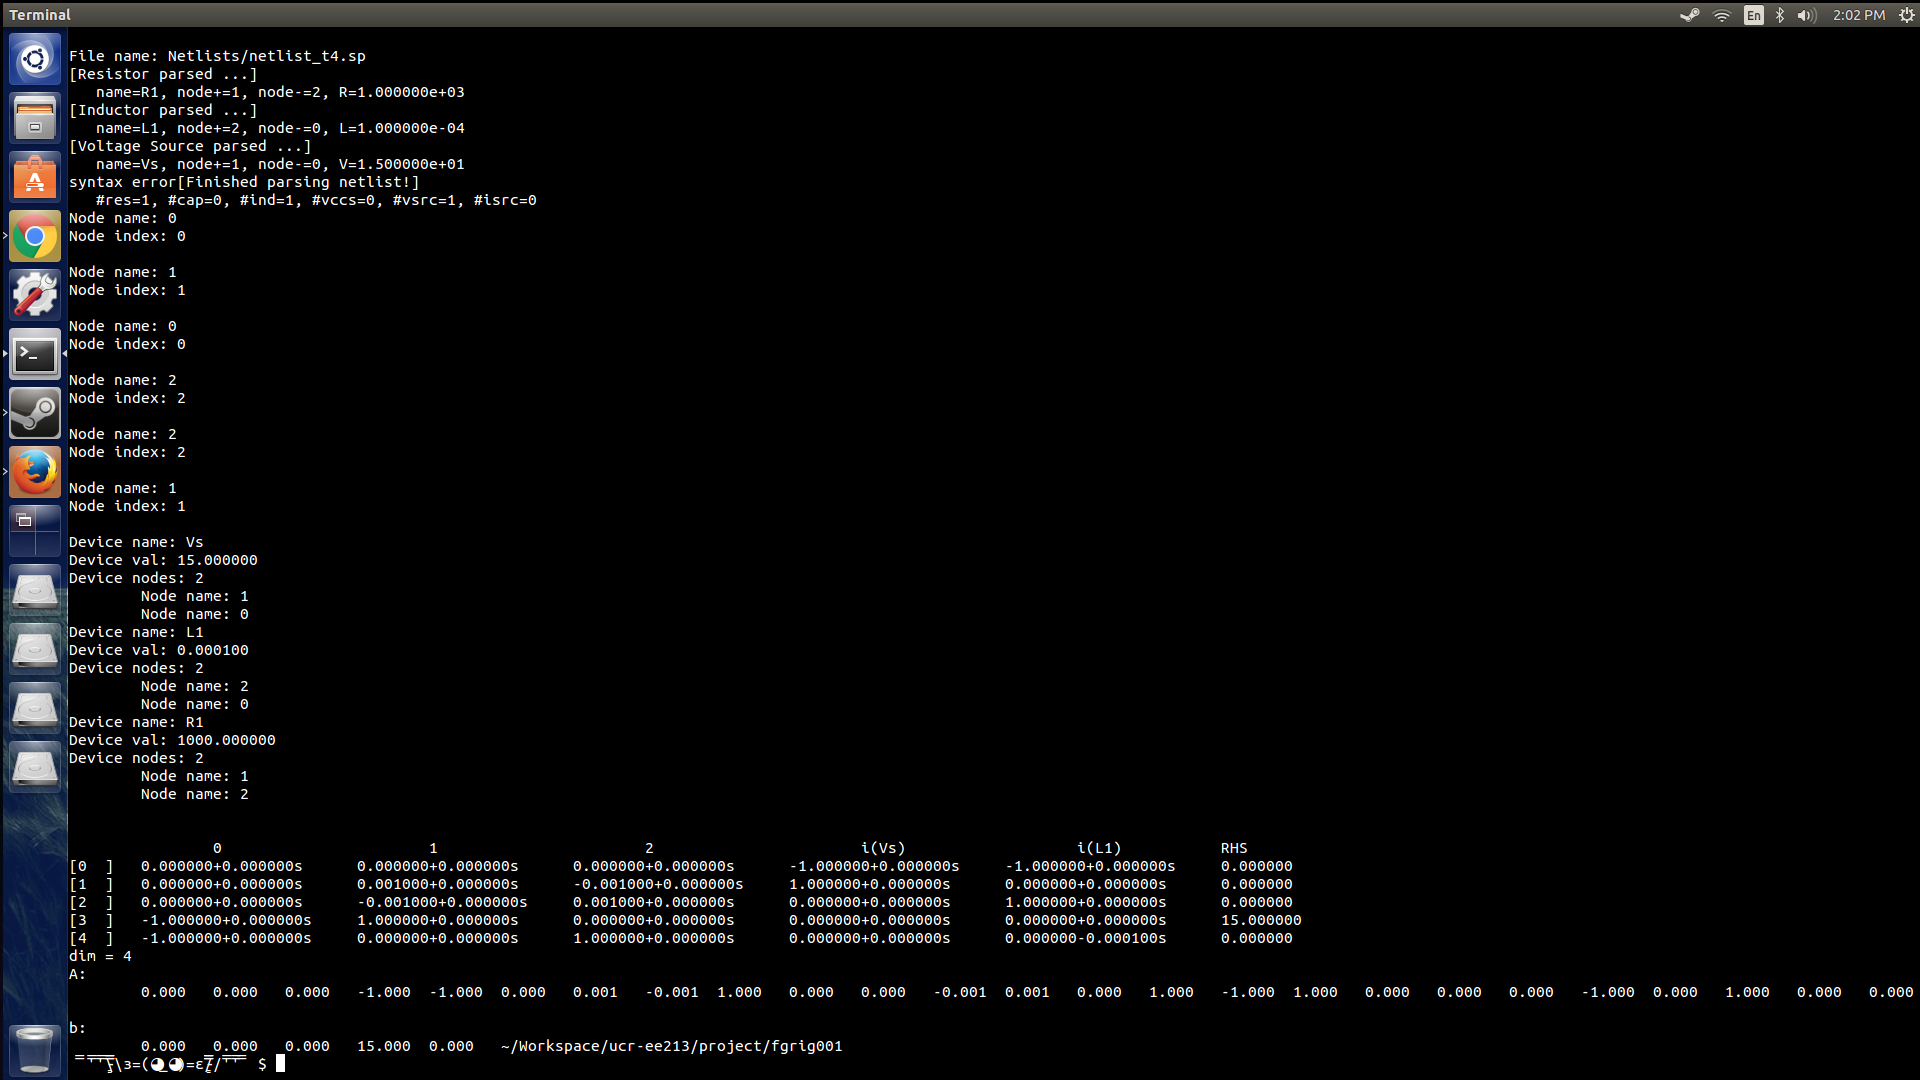 Terminal
En
2:02 PM
File name: Netlists/netlist_t4.sp
[Resistor parsed ...]
name=R1, node+=1, node-=2, R=1.000000e+03
[Inductor parsed ...]
name=L1, node+=2, node-=0, L=1.000000e-04
[Voltage Source parsed ...]
name=Vs, node+=1, node-=0, V=1.500000e+01
syntax error[Finished parsing netlist!]
#res=1, #cap=0, #ind=1, #vccs=0, #vsrc=1, #isrc=0
Node name: 0
Node index: 0
Node name: 1
Node index: 1
Node name: 0
Node index: 0
Node name: 2
Node index: 2
Node name: 2
Node index: 2
Node name: 1
Node index: 1
Device name: Vs
Device val: 15.000000
Device nodes: 2
Node name: 1
Node name: 0
Device name: L1
Device val: 0.000100
Device nodes: 2
Node name: 2
Node name: 0
Device name: R1
Device val: 1000.000000
Device nodes: 2
Node name: 1
Node name: 2
0 1 2 i(Vs) i(L1) RHS
[0 ] 0.000000+0.000000s 0.000000+0.000000s 0.000000+0.000000s -1.000000+0.000000s -1.000000+0.000000s 0.000000
[1 ] 0.000000+0.000000s 0.001000+0.000000s -0.001000+0.000000s 1.000000+0.000000s 0.000000+0.000000s 0.000000
[2 ] 0.000000+0.000000s -0.001000+0.000000s 0.001000+0.000000s 0.000000+0.000000s 1.000000+0.000000s 0.000000
[3 ] -1.000000+0.000000s 1.000000+0.000000s 0.000000+0.000000s 0.000000+0.000000s 0.000000+0.000000s 15.000000
[4 ] -1.000000+0.000000s 0.000000+0.000000s 1.000000+0.000000s 0.000000+0.000000s 0.000000-0.000100s 0.000000
dim = 4
A:
0.000 0.000 0.000 -1.000 -1.000 0.000 0.001 -0.001 1.000 0.000 0.000 -0.001 0.001 0.000 1.000 -1.000 1.000 0.000 0.000 0.000 -1.000 0.000 1.000 0.000 0.000
b:
0.000 0.000 0.000 15.000 0.000 ~/Workspace/ucr-ee213/project/fgrig001
$